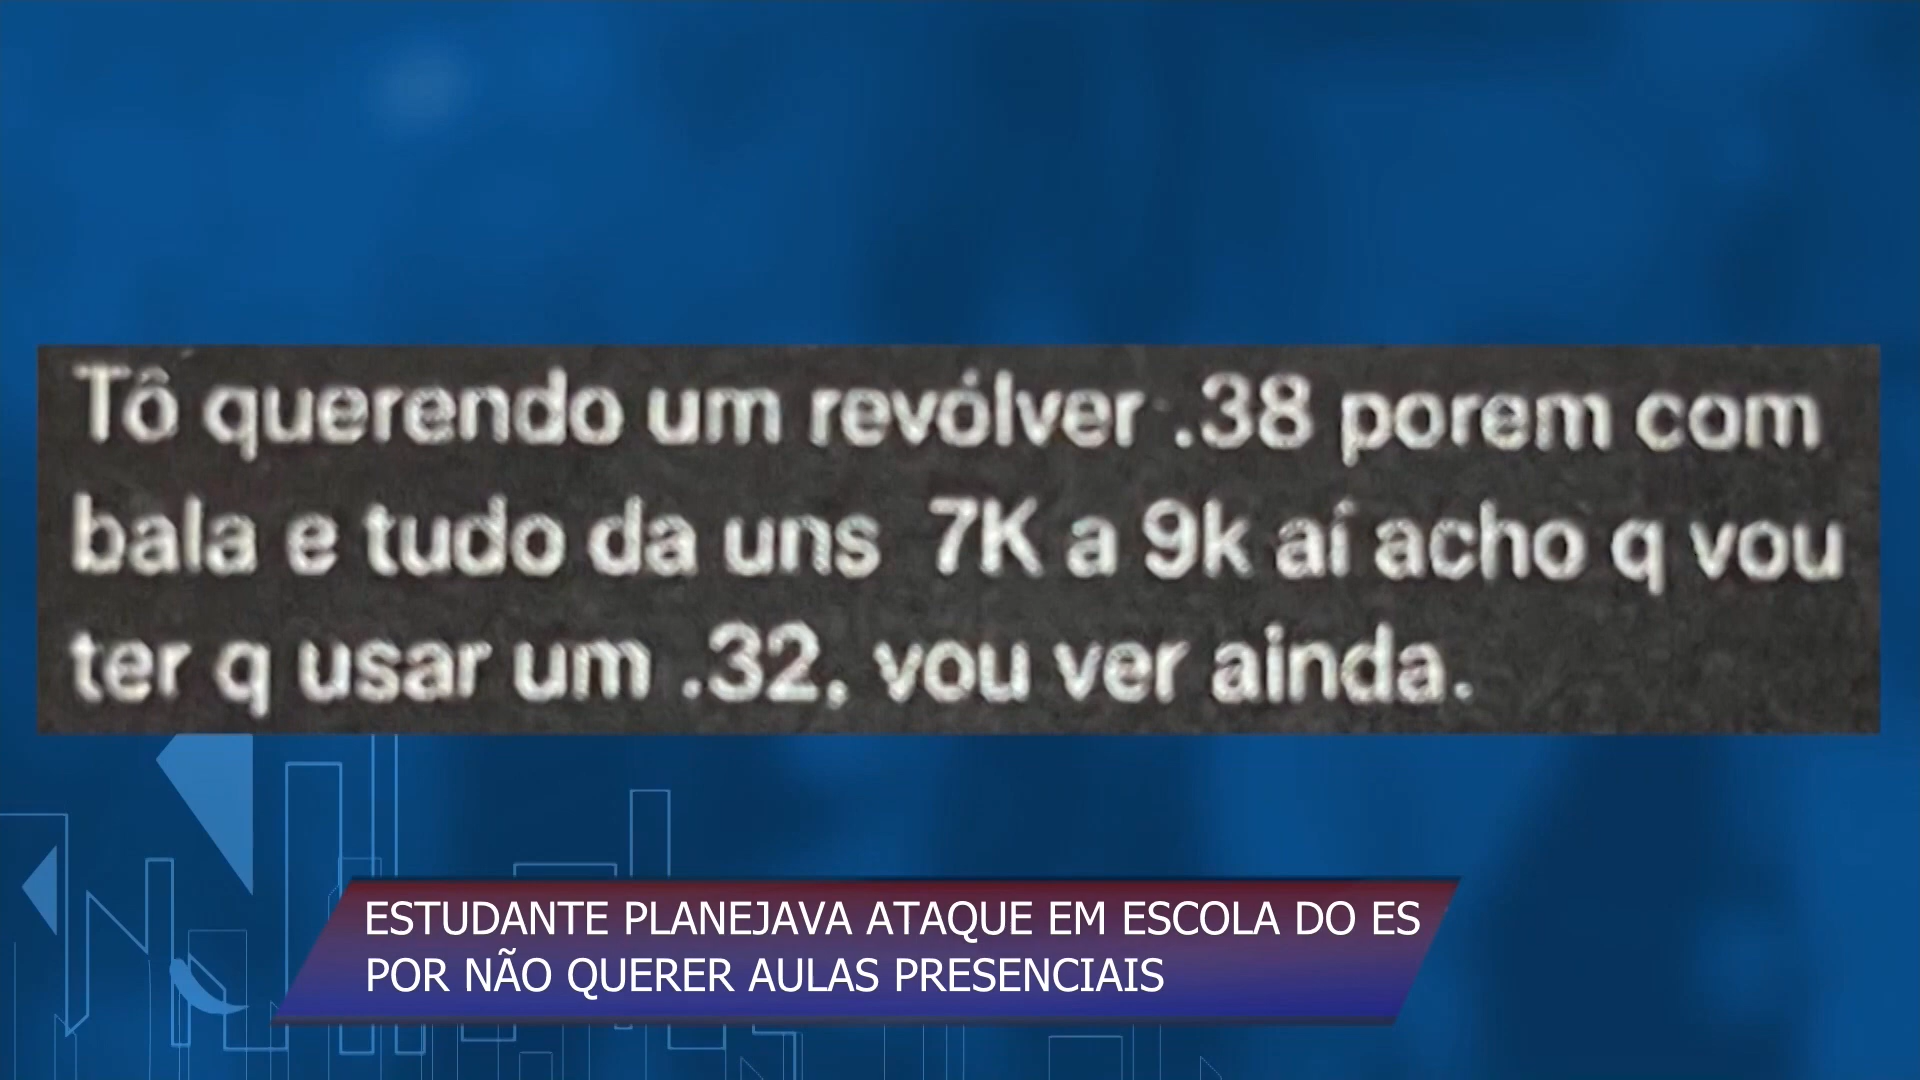 Tô querendo um revólver .38 porem com
bala e tudo da uns 7K a 9k aí acho q vou
ter q usar um .32, vou ver ainda.
ESTUDANTE PLANEJAVA ATAQUE EM ESCOLA DO ES
POR NÃO QUERER AULAS PRESENCIAIS